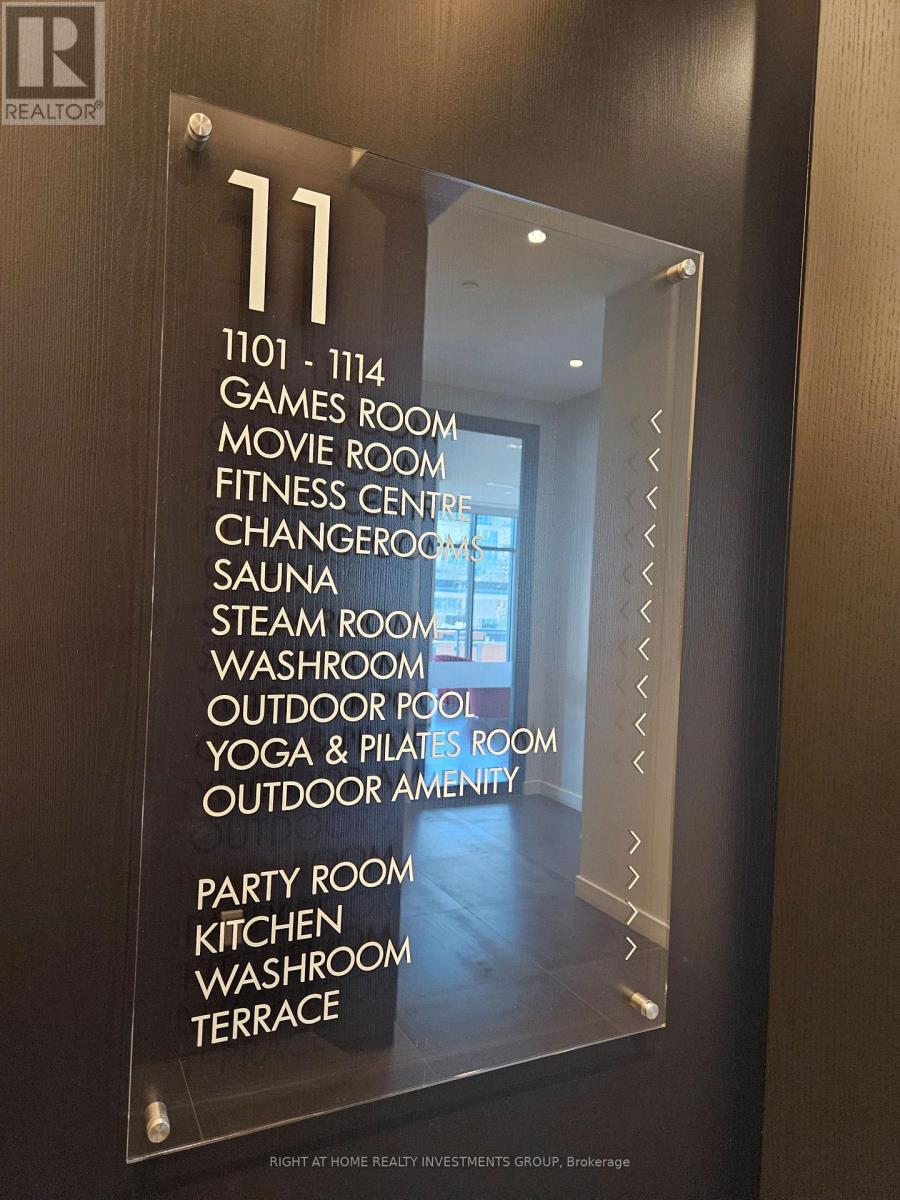 R
REALTOR®
11
1101 - 1114
GAMES ROOM <
MOVIE ROOM <
FITNESS CENTRE <
CHANGEROOMS <
SAUNA <
STEAM ROOM <
WASHROOM <
OUTDOOR POOL <
YOGA & PILATES ROOM <
OUTDOOR AMENITY <
PARTY ROOM >
KITCHEN >
WASHROOM >
TERRACE >
RIGHT AT HOME REALTY INVESTMENTS GROUP, Brokerage